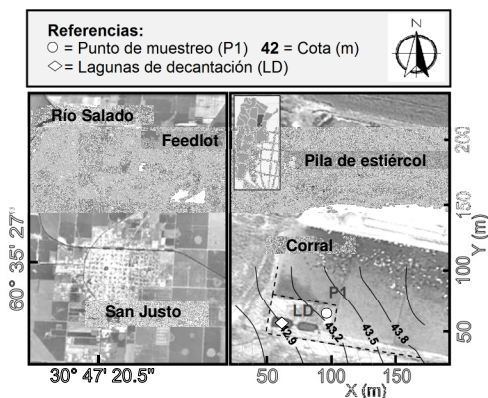 Referencias:
○ = Punto de muestreo (P1) 42 = Cota (m)
◇ = Lagunas de decantación (LD)
N
Río Salado
Feedlot
San Justo
60° 35' 27"
30° 47' 20.5"
Pila de estiércol
Corral
P1
LD
42.9
43.2
43.5
43.8
50
100
150
X (m)
200
150
100
50
Y (m)